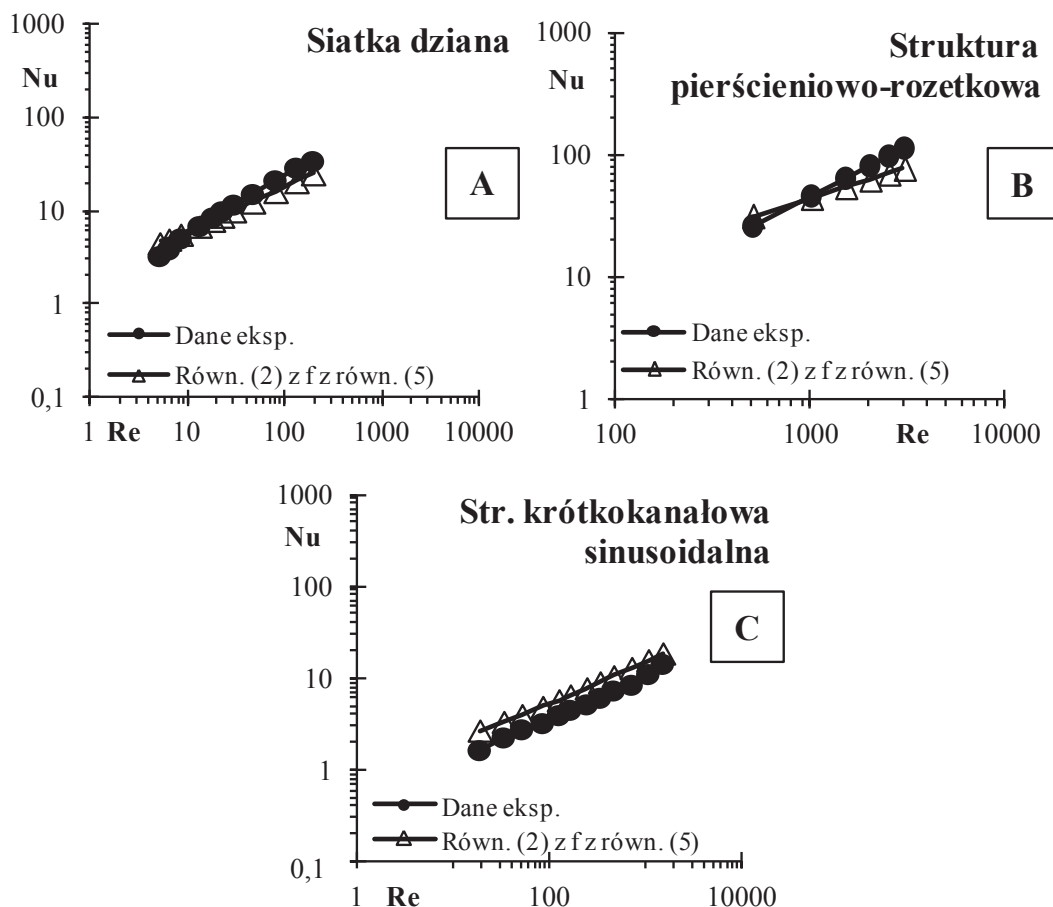 1000
Nu
100
10
1
0,1
Siatka dziana
A
Dane eksp.
Równ. (2) z f z równ. (5)
1 Re 10 100 1000 10000
1000
Nu
100
10
1
Struktura
pierścieniowo-rozetkowa
B
Dane eksp.
Równ. (2) z f z równ. (5)
100 1000 Re 10000
1000
Nu
100
10
1
0,1
Str. krótkokanałowa
sinusoidalna
C
Dane eksp.
Równ. (2) z f z równ. (5)
1 Re 100 10000